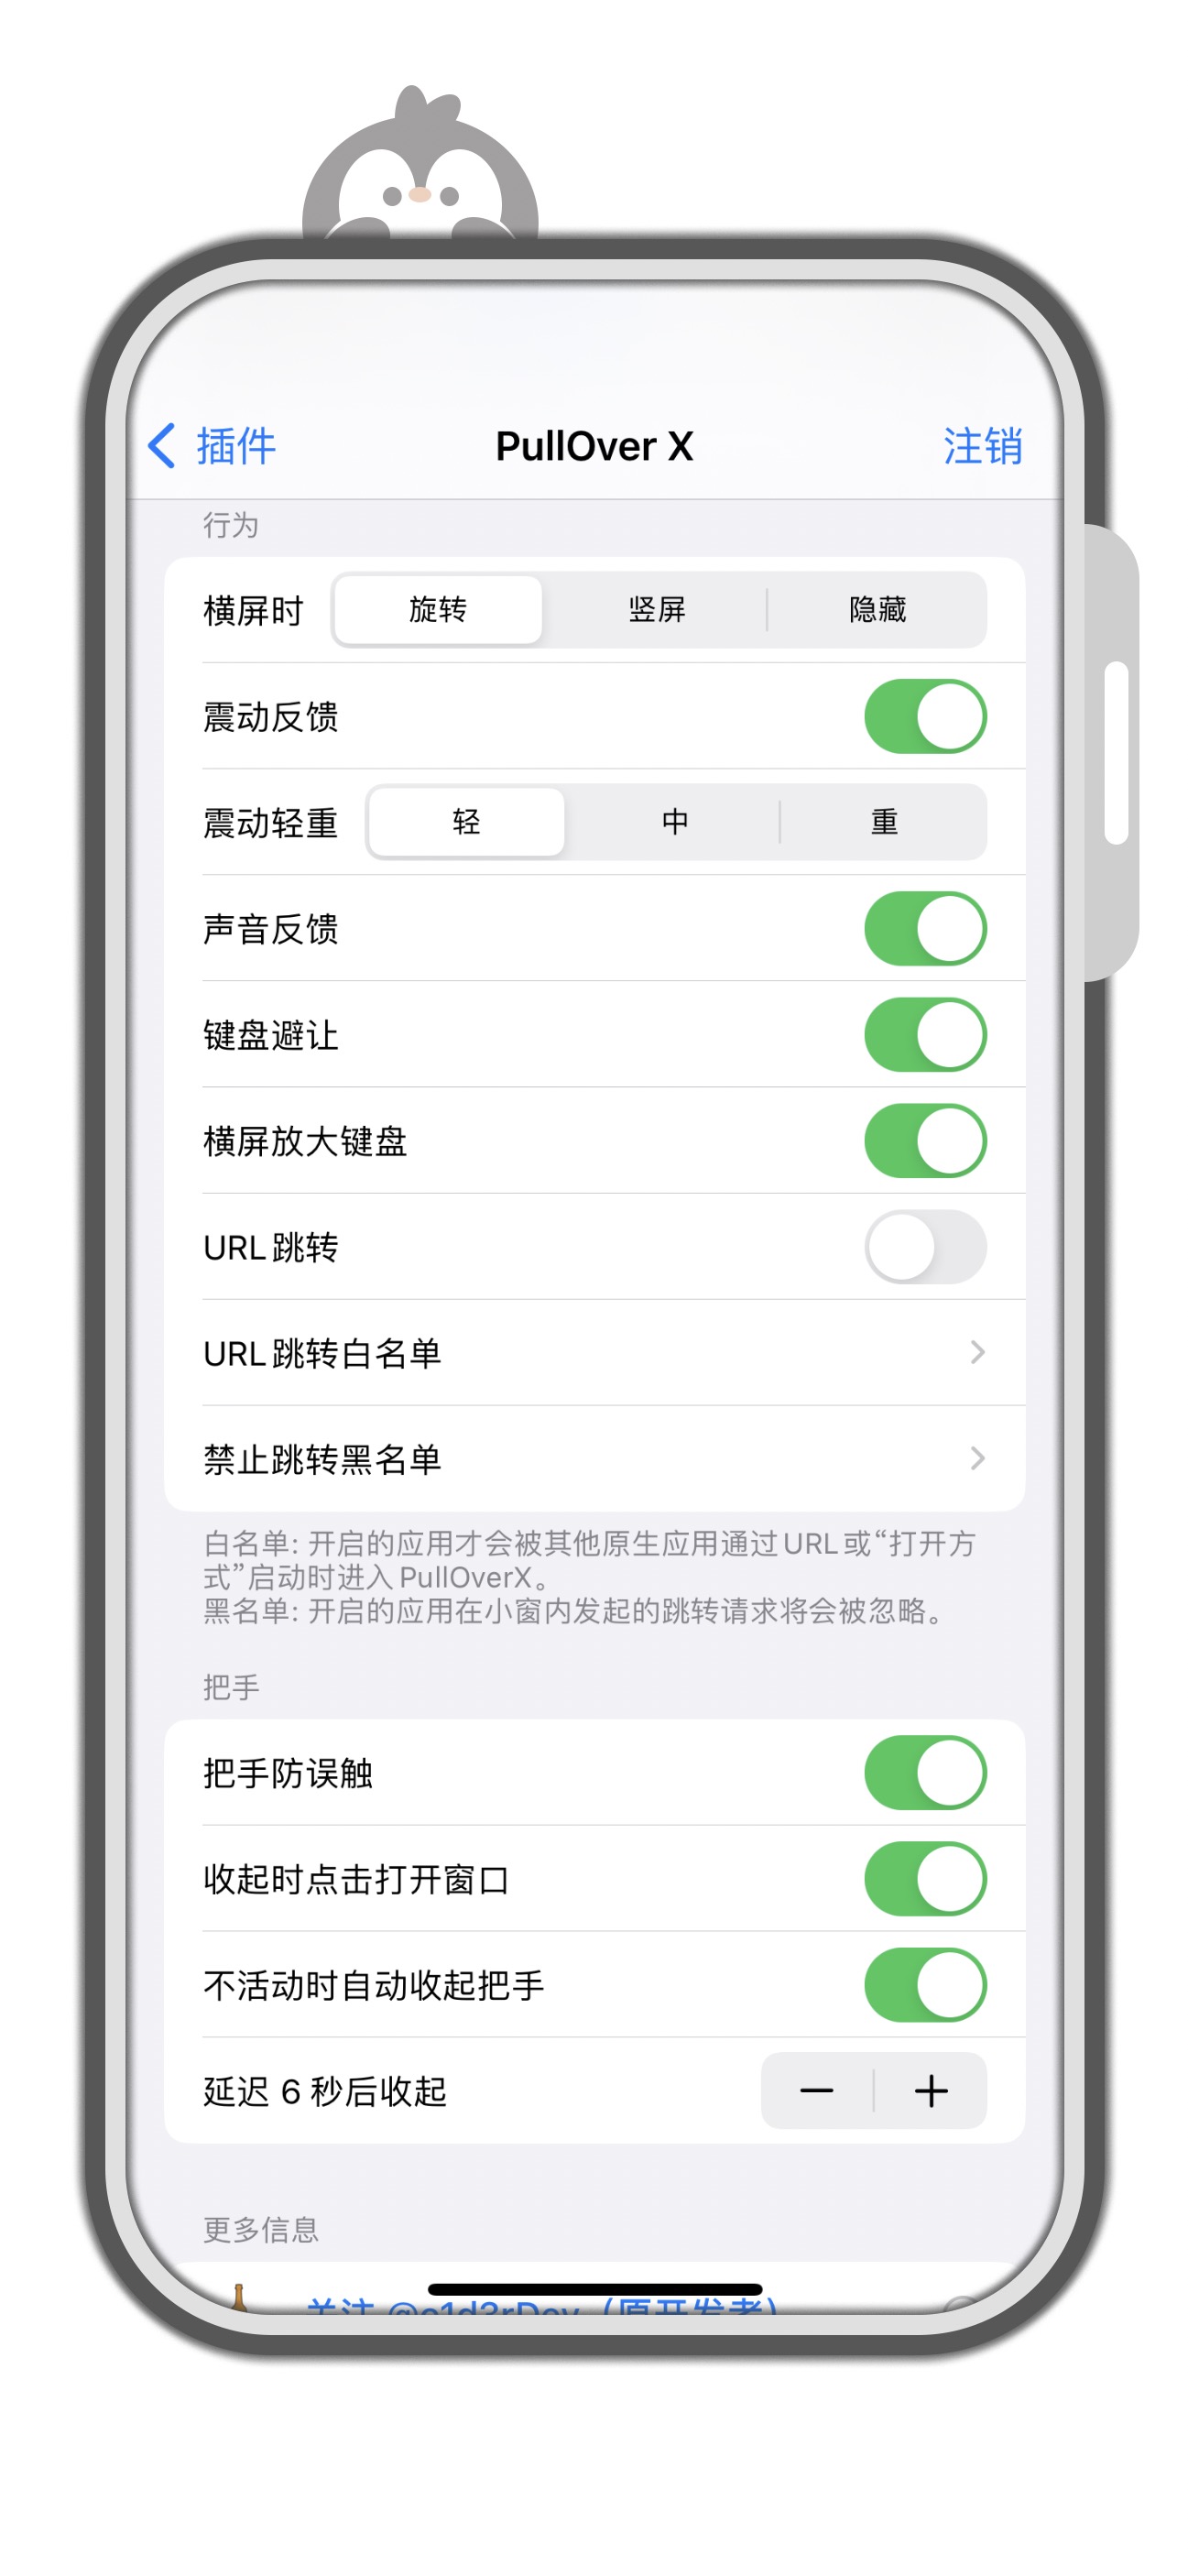 插件
PullOver X
注销
行为
横屏时
旋转
竖屏
隐藏
震动反馈
震动轻重
轻
中
重
声音反馈
键盘避让
横屏放大键盘
URL 跳转
URL 跳转白名单
禁止跳转黑名单
白名单: 开启的应用才会被其他原生应用通过 URL 或“打开方
式”启动时进入 PullOverX。
黑名单: 开启的应用在小窗内发起的跳转请求将会被忽略。
把手
把手防误触
收起时点击打开窗口
不活动时自动收起把手
延迟 6 秒后收起
更多信息
关注 @c1d3rDev（原开发者）